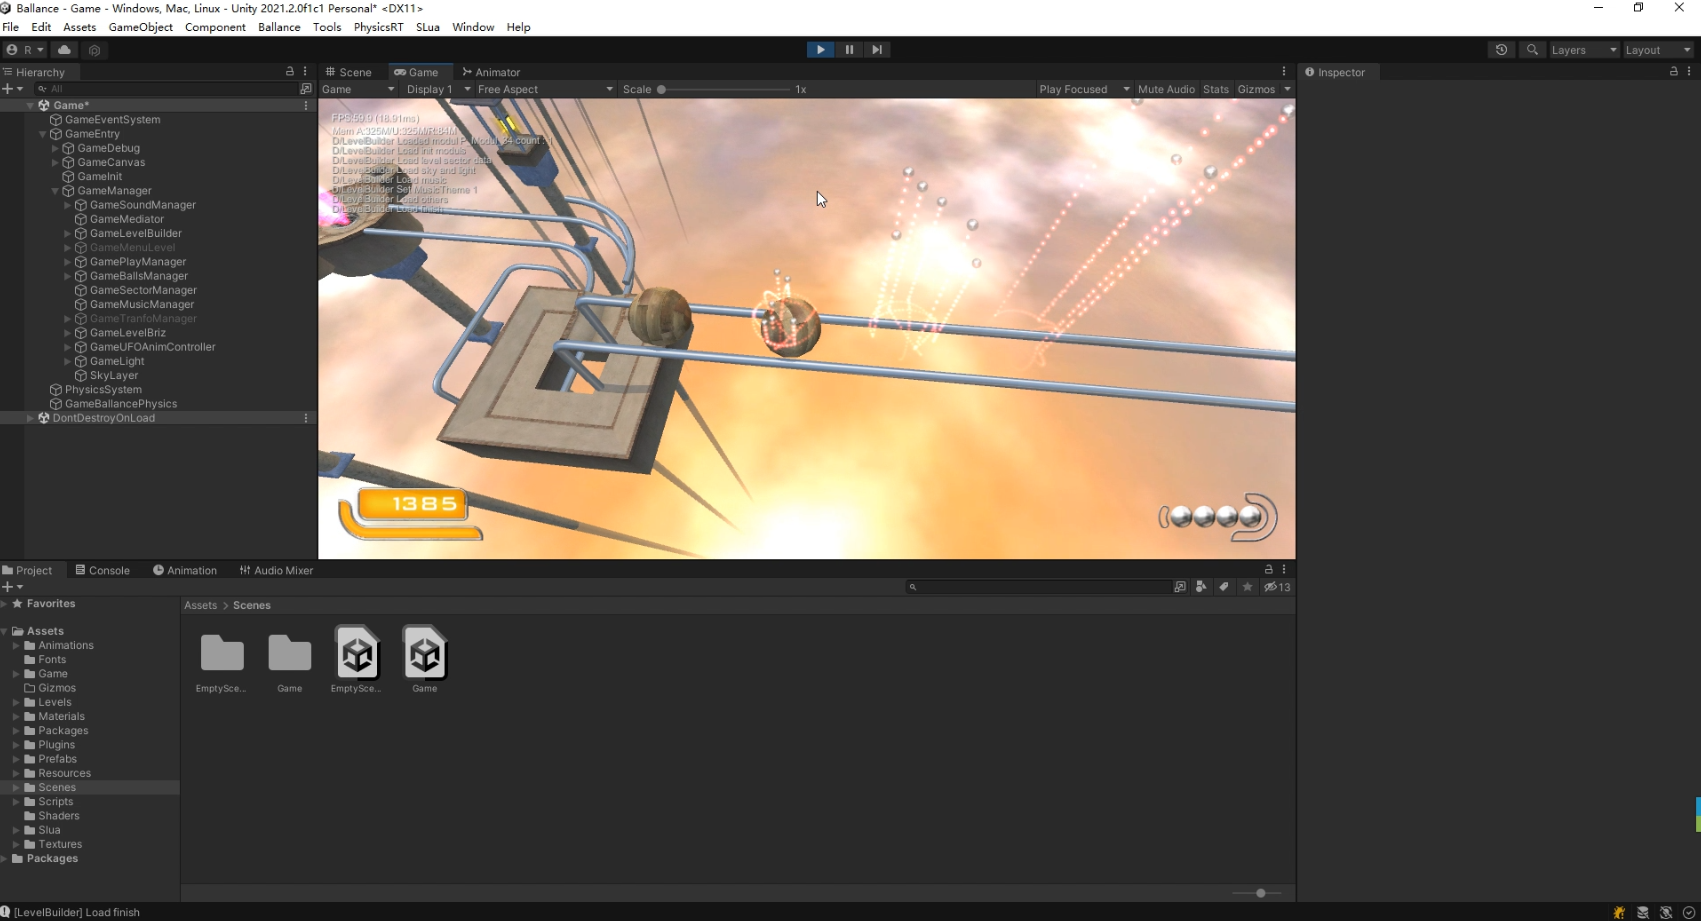 Ballance - Game - Windows, Mac, Linux - Unity 2021.2.0f1c1 Personal* <DX11>
File Edit Assets GameObject Component Ballance Tools PhysicsRT SLua Window Help
R Layers Layout
Hierarchy
All
Game*
GameEventSystem
GameEntry
GameDebug
GameCanvas
GameInit
GameManager
GameSoundManager
GameMediator
GameLevelBuilder
GameMenuLevel
GamePlayManager
GameBallsManager
GameSectorManager
GameMusicManager
GameTranfoManager
GameLevelBriz
GameUFOAnimController
GameLight
SkyLayer
PhysicsSystem
GameBallancePhysics
DontDestroyOnLoad
Scene Game Animator
Game Display 1 Free Aspect Scale 1x Play Focused Mute Audio Stats Gizmos
FPS:59.9 (16.91ms)
Mem A:325M/U:325M/R:84M
D/LevelBuilder Loaded modul P_Modul_34 count : 1
D/LevelBuilder Load init moduls
D/LevelBuilder Load level sector data
D/LevelBuilder Load sky and light
D/LevelBuilder Load music
D/LevelBuilder Set MusicTheme 1
D/LevelBuilder Load others
D/LevelBuilder Load finish
1385
Inspector
Project Console Animation Audio Mixer
13
Favorites
Assets
Animations
Fonts
Game
Gizmos
Levels
Materials
Packages
Plugins
Prefabs
Resources
Scenes
Scripts
Shaders
Slua
Textures
Packages
Assets > Scenes
EmptySce... Game EmptySce... Game
[LevelBuilder] Load finish